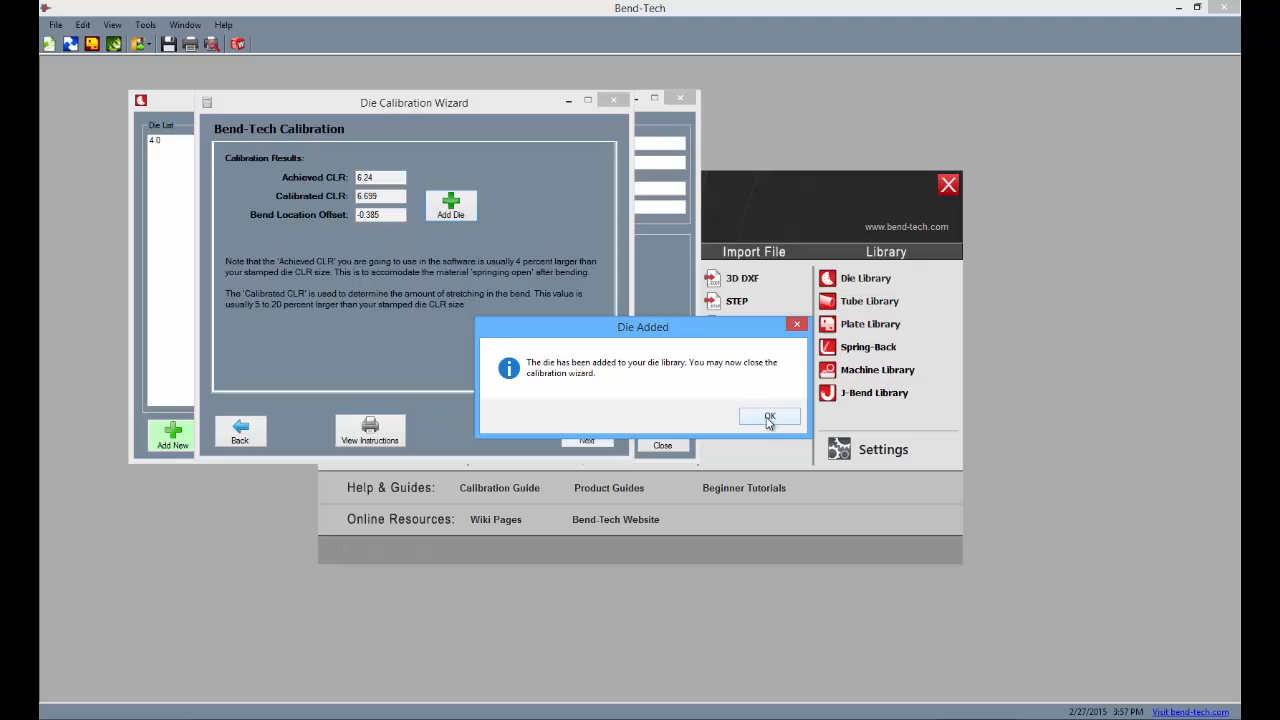 Bend-Tech
File Edit View Tools Window Help
Die Calibration Wizard
Die List
4.0
Bend-Tech Calibration
Calibration Results:
Achieved CLR: 6.24
Calibrated CLR: 6.699
Bend Location Offset: -0.385
Add Die
Note that the 'Achieved CLR' you are going to use in the software is usually 4 percent larger than
your stamped die CLR size. This is to accomodate the material 'springing open' after bending.
The 'Calibrated CLR' is used to determine the amount of stretching in the bend. This value is
usually 5 to 20 percent larger than your stamped die CLR size.
Back
View Instructions
Next
Add New
Close
Die Added
The die has been added to your die library. You may now close the
calibration wizard.
OK
www.bend-tech.com
Import File Library
3D DXF
STEP
Die Library
Tube Library
Plate Library
Spring-Back
Machine Library
J-Bend Library
Settings
Help & Guides: Calibration Guide Product Guides Beginner Tutorials
Online Resources: Wiki Pages Bend-Tech Website
2/27/2015 3:57 PM Visit bend-tech.com